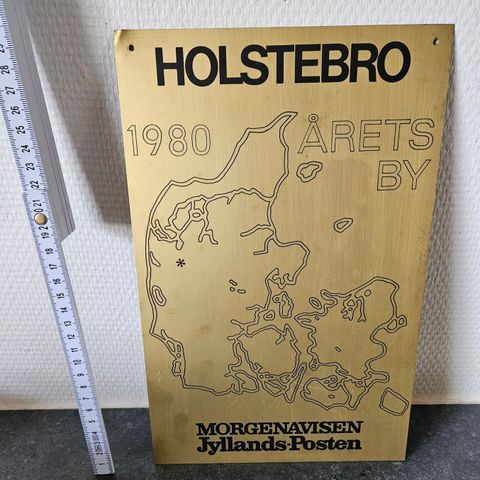 HOLSTEBRO
1980 ÅRETS
BY
*
MORGENAVISEN
Jyllands-Posten